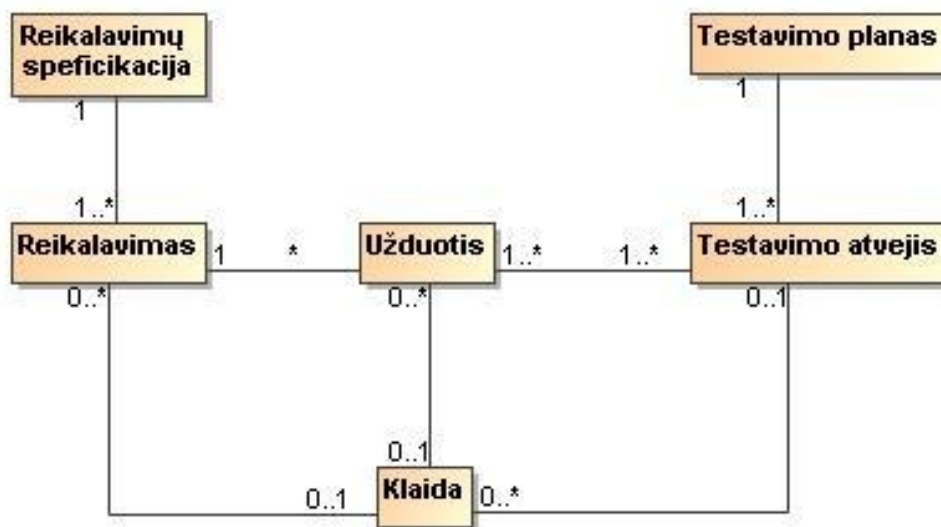 Reikalavimų
speficikacija
Testavimo planas
1
1
1..*
1..*
Reikalavimas
1
*
Užduotis
1..*
1..*
Testavimo atvejis
0..*
0..*
0..1
0..1
0..1
Klaida
0..*